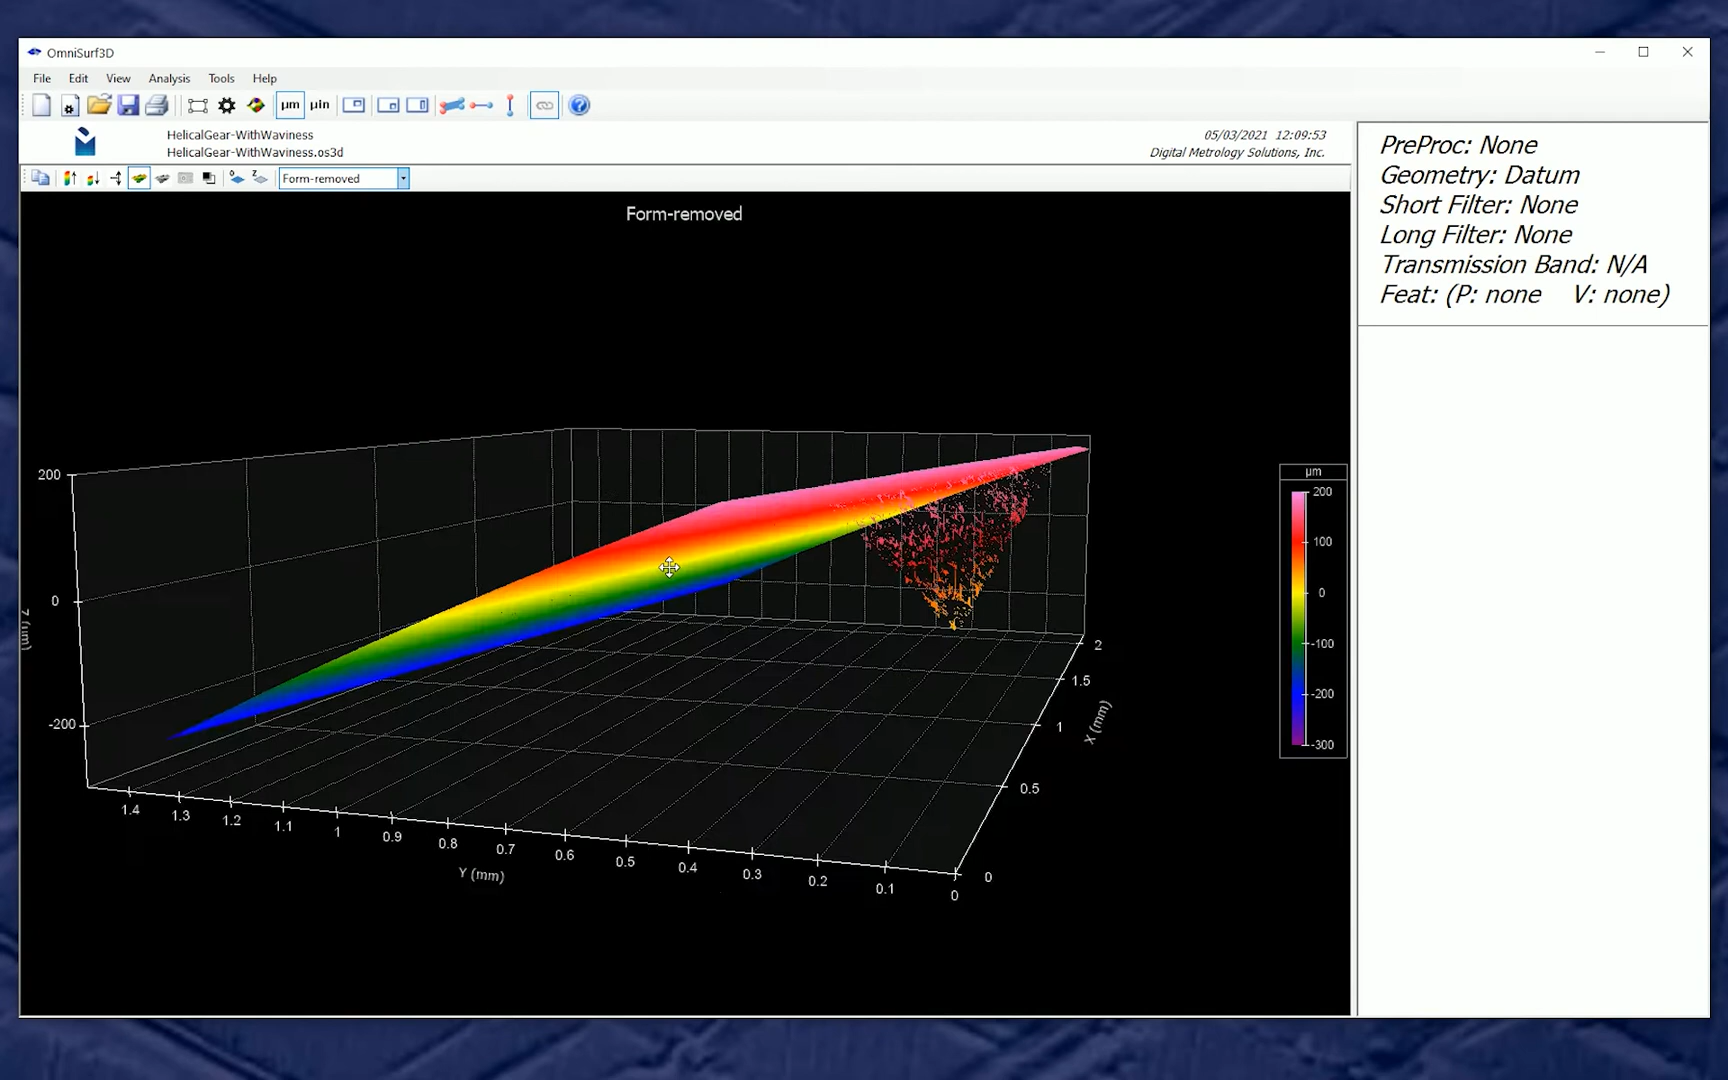 OmniSurf3D
File Edit View Analysis Tools Help
µm µin
HelicalGear-WithWaviness
HelicalGear-WithWaviness.os3d
05/03/2021 12:09:53
Digital Metrology Solutions, Inc.
Form-removed
Form-removed
200
0
-200
Z (µm)
1.4
1.3
1.2
1.1
1
0.9
0.8
0.7
0.6
0.5
0.4
0.3
0.2
0.1
0
Y (mm)
0
0.5
1
1.5
2
X (mm)
µm
200
100
0
-100
-200
-300
PreProc: None
Geometry: Datum
Short Filter: None
Long Filter: None
Transmission Band: N/A
Feat: (P: none V: none)